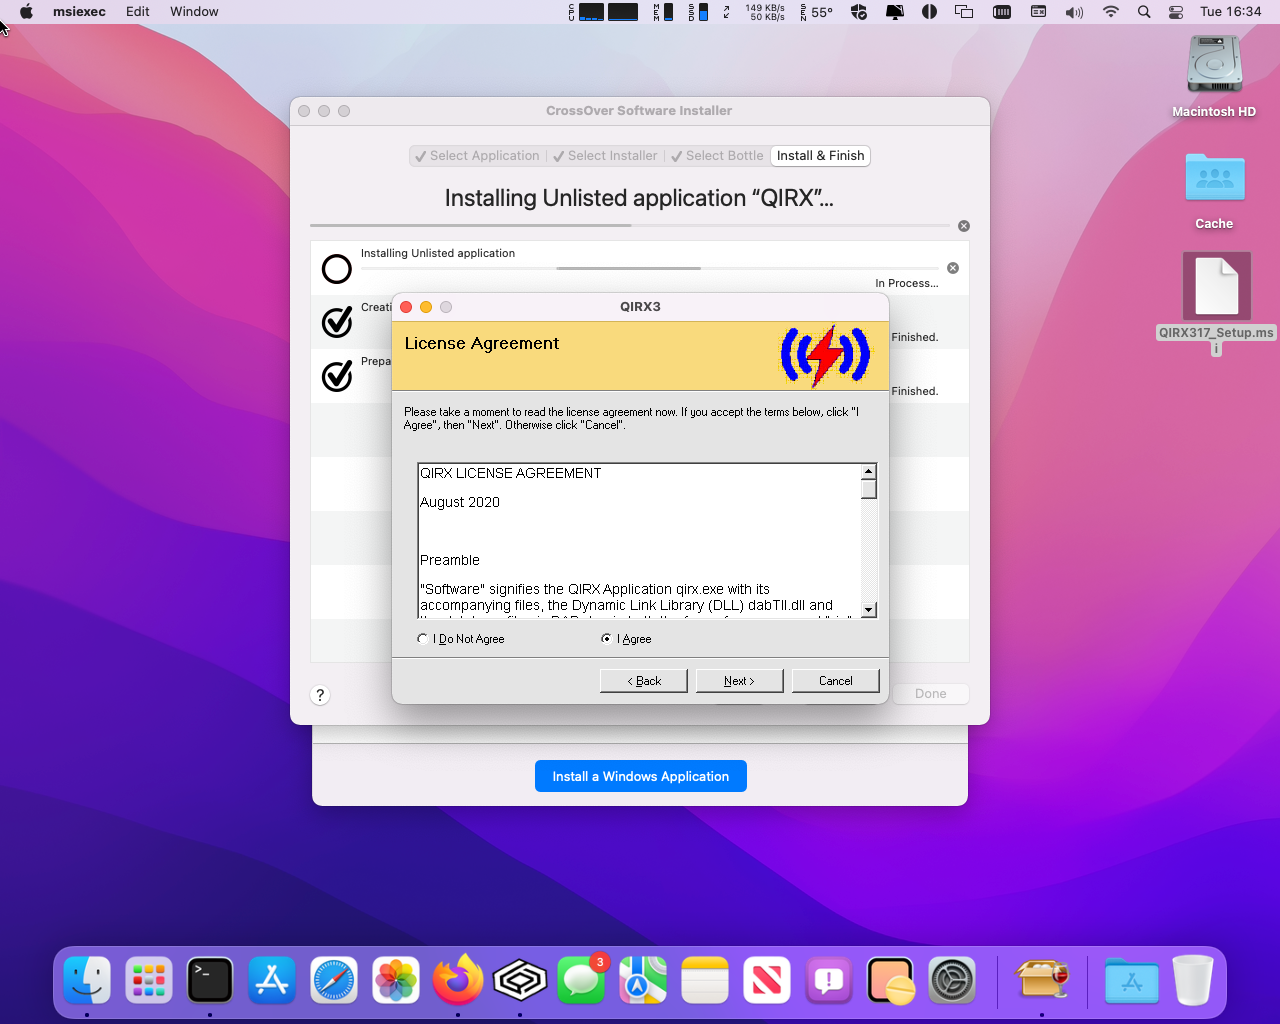 msiexec Edit Window
CPU MEM SSD 149 KB/s 50 KB/s SEN 55° Tue 16:34
Macintosh HD
Cache
QIRX317_Setup.ms
i
CrossOver Software Installer
Select Application Select Installer Select Bottle Install & Finish
Installing Unlisted application “QIRX”...
Installing Unlisted application
In Process...
Creati
Finished.
Prepa
Finished.
QIRX3
License Agreement
Please take a moment to read the license agreement now. If you accept the terms below, click "I
Agree", then "Next". Otherwise click "Cancel".
QIRX LICENSE AGREEMENT
August 2020
Preamble
"Software" signifies the QIRX Application qirx.exe with its
accompanying files, the Dynamic Link Library (DLL) dabTII.dll and
I Do Not Agree I Agree
< Back Next > Cancel
? Done
Install a Windows Application
>_
3